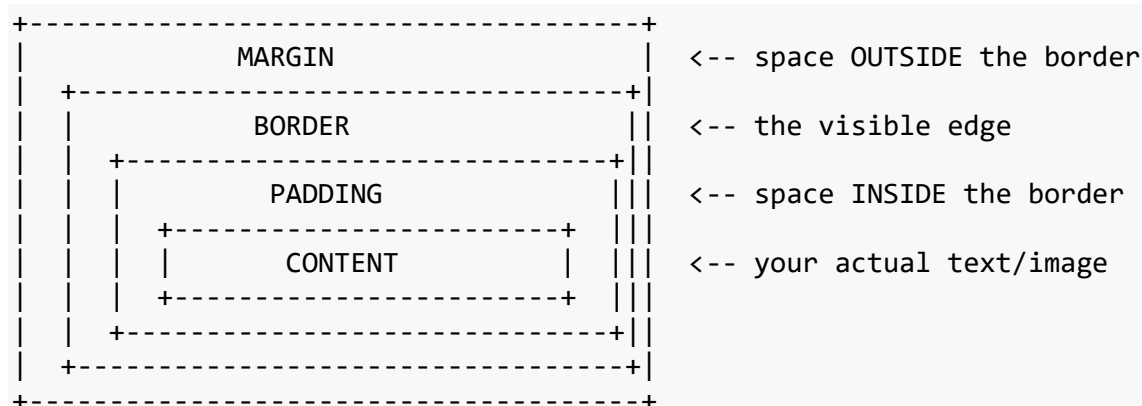 MARGIN <-- space OUTSIDE the border
BORDER <-- the visible edge
PADDING <-- space INSIDE the border
CONTENT <-- your actual text/image